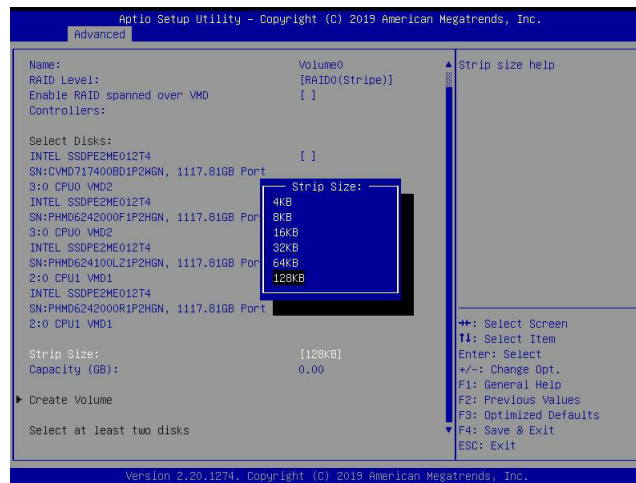 Aptio Setup Utility – Copyright (C) 2019 American Megatrends, Inc.
Advanced
Name: Volume0
RAID Level: [RAID0(Stripe)]
Enable RAID spanned over VMD [ ]
Controllers:
Select Disks:
INTEL SSDPE2ME012T4 [ ]
SN:CVMD717400BD1P2WGN, 1117.81GB Port
3:0 CPU0 VMD2
INTEL SSDPE2ME012T4
SN:PHMD6242000F1P2HGN, 1117.81GB Por
3:0 CPU0 VMD2
INTEL SSDPE2ME012T4
SN:PHMD624100LZ1P2HGN, 1117.81GB Por
2:0 CPU1 VMD1
INTEL SSDPE2ME012T4
SN:PHMD6242000R1P2HGN, 1117.81GB Port
2:0 CPU1 VMD1
Strip Size: [128KB]
Capacity (GB): 0.00
Create Volume
Select at least two disks
Strip Size:
4KB
8KB
16KB
32KB
64KB
128KB
Strip size help
→←: Select Screen
↑↓: Select Item
Enter: Select
+/-: Change Opt.
F1: General Help
F2: Previous Values
F3: Optimized Defaults
F4: Save & Exit
ESC: Exit
Version 2.20.1274. Copyright (C) 2019 American Megatrends, Inc.